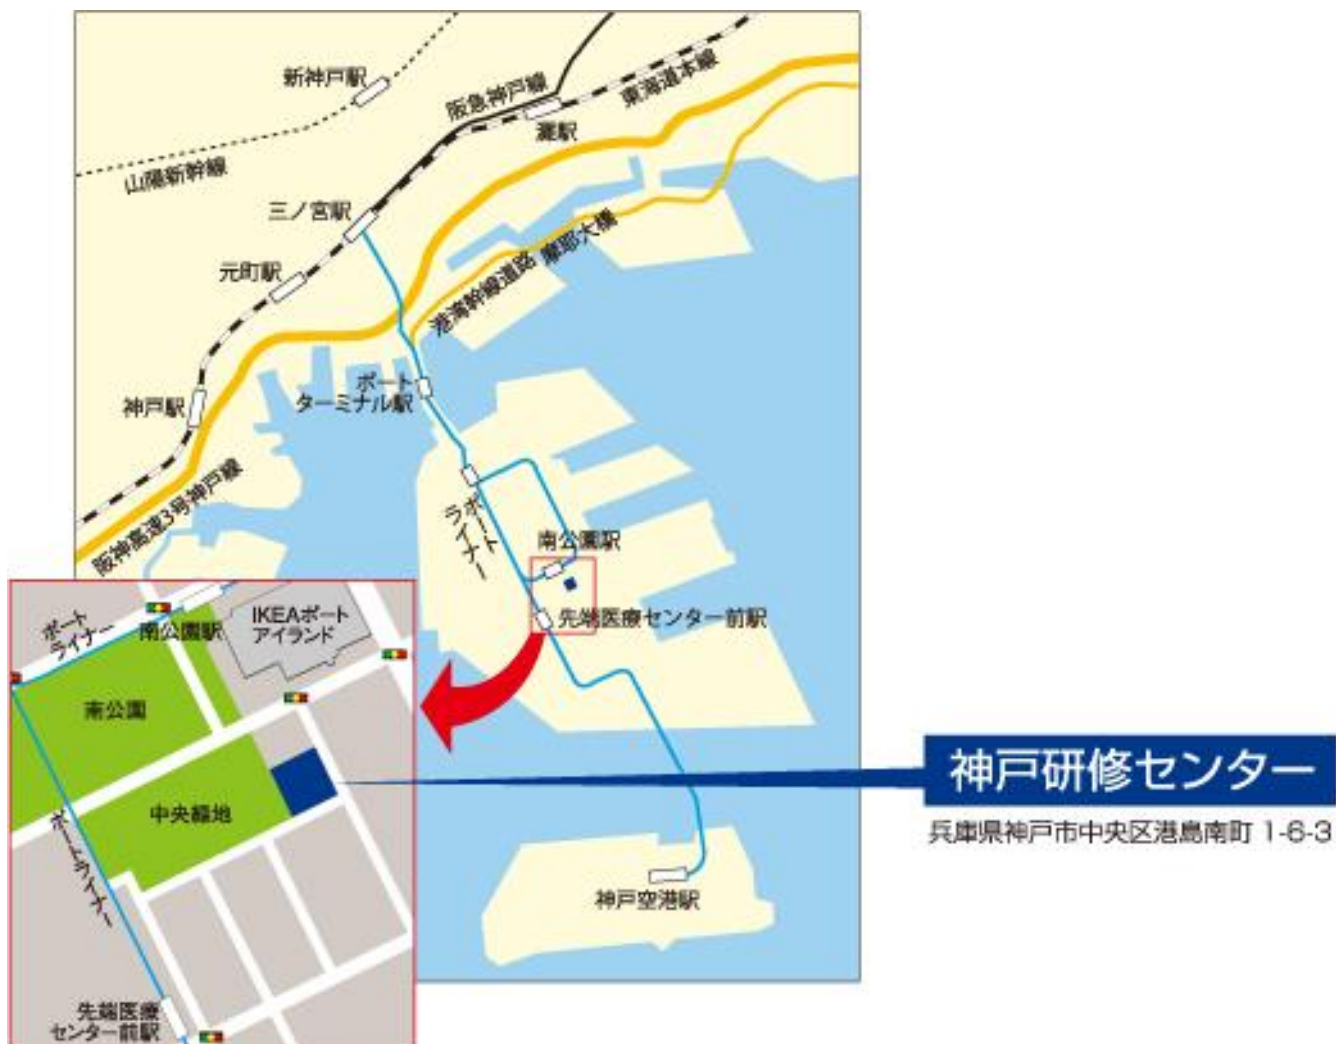 新神戸駅
阪急神戸線
東海道本線
灘駅
山陽新幹線
三ノ宮駅
元町駅
港湾幹線道路
摩耶大橋
ポート
ターミナル駅
神戸駅
阪神高速3号神戸線
ポート
ライナー
南公園駅
先端医療センター前駅
神戸空港駅
ポート
ライナー
南公園駅
IKEAポート
アイランド
南公園
中央緑地
ポートライナー
先端医療
センター前駅
神戸研修センター
兵庫県神戸市中央区港島南町 1-6-3